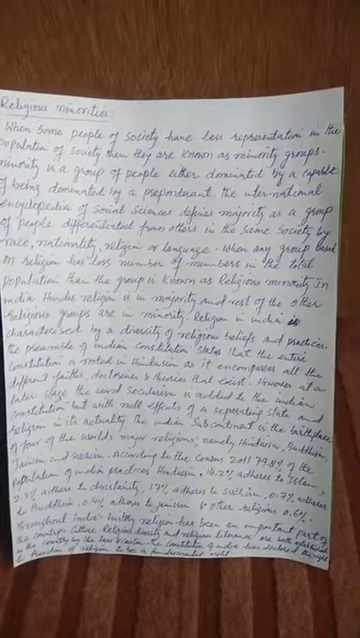 Religious minorities:
When some people of society have less representation in the
population of society then they are known as minority groups.
minority is a group of people either dominated by a capable
of being dominated by a preponderant. the international
encyclopedia of social sciences defines majority as a group
of people differentiated from others in the same society by
race, nationality, religion or language. when any group based
on religion has less number of members in the total
population then the group is known as Religious minority. In
india Hindu religion is in majority and rest of the other
religious groups are in minority. Religion in india is
characterised by a diversity of religious beliefs and practices.
the preamble of indian constitution states that the entire
constitution is rooted in Hinduism as it encompasses all the
different faiths, doctrines & theories that exist. However at a
later stage the word secularism is added to the indian
constitution but with null effects of a separating state and
religion in its actuality. the indian Subcontinent is the birthplace
of four of the worlds major religions, namely Hinduism, Buddhism,
Jainism and Sikhism. According to the Census 2011 79.8% of the
population of india practices Hinduism, 14.2% adheres to Islam,
2.3% adhere to christianity, 1.7% adheres to Sikhism, 0.7% adheres
to Buddhism, 0.4% adheres to jainism & other religions 0.6%.
Throughout India's history religion has been an important part of
the country's culture. Religious diversity and religious tolerance are both established
in the country by the law & custom. the constitution of india has declared the right
to freedom of religion to be a fundamental right